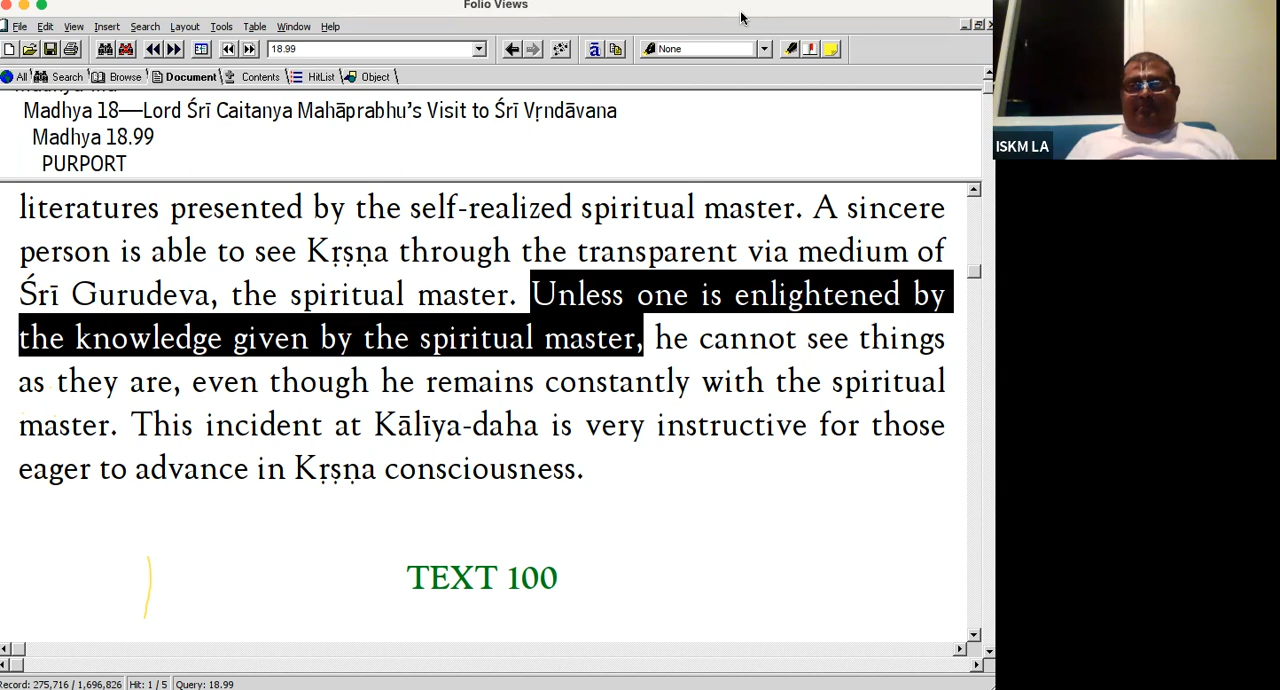 Folio Views
File Edit View Insert Search Layout Tools Table Window Help
18.99
None
All Search Browse Document Contents HitList Object
Madhya 18—Lord Śrī Caitanya Mahāprabhu's Visit to Śrī Vṛndāvana
Madhya 18.99
PURPORT
ISKM LA
literatures presented by the self-realized spiritual master. A sincere
person is able to see Kṛṣṇa through the transparent via medium of
Śrī Gurudeva, the spiritual master. Unless one is enlightened by
the knowledge given by the spiritual master, he cannot see things
as they are, even though he remains constantly with the spiritual
master. This incident at Kālīya-daha is very instructive for those
eager to advance in Kṛṣṇa consciousness.
TEXT 100
Record: 275,716 / 1,696,826 Hit: 1 / 5 Query: 18.99